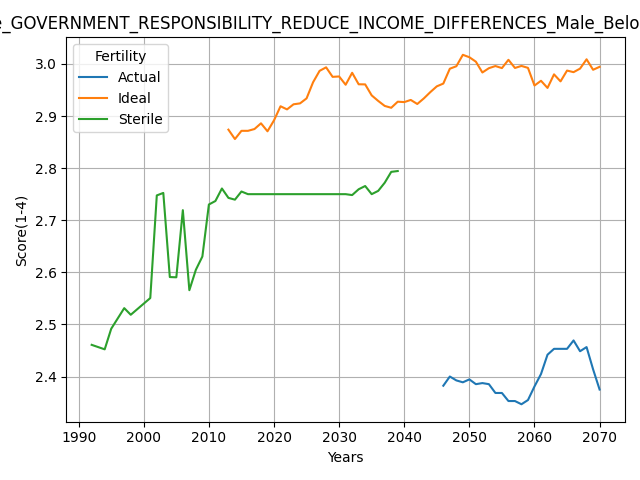 e_GOVERNMENT_RESPONSIBILITY_REDUCE_INCOME_DIFFERENCES_Male_Belo
Fertility
Actual
Ideal
Sterile
Score(1-4)
3.0
2.9
2.8
2.7
2.6
2.5
2.4
1990 2000 2010 2020 2030 2040 2050 2060 2070
Years